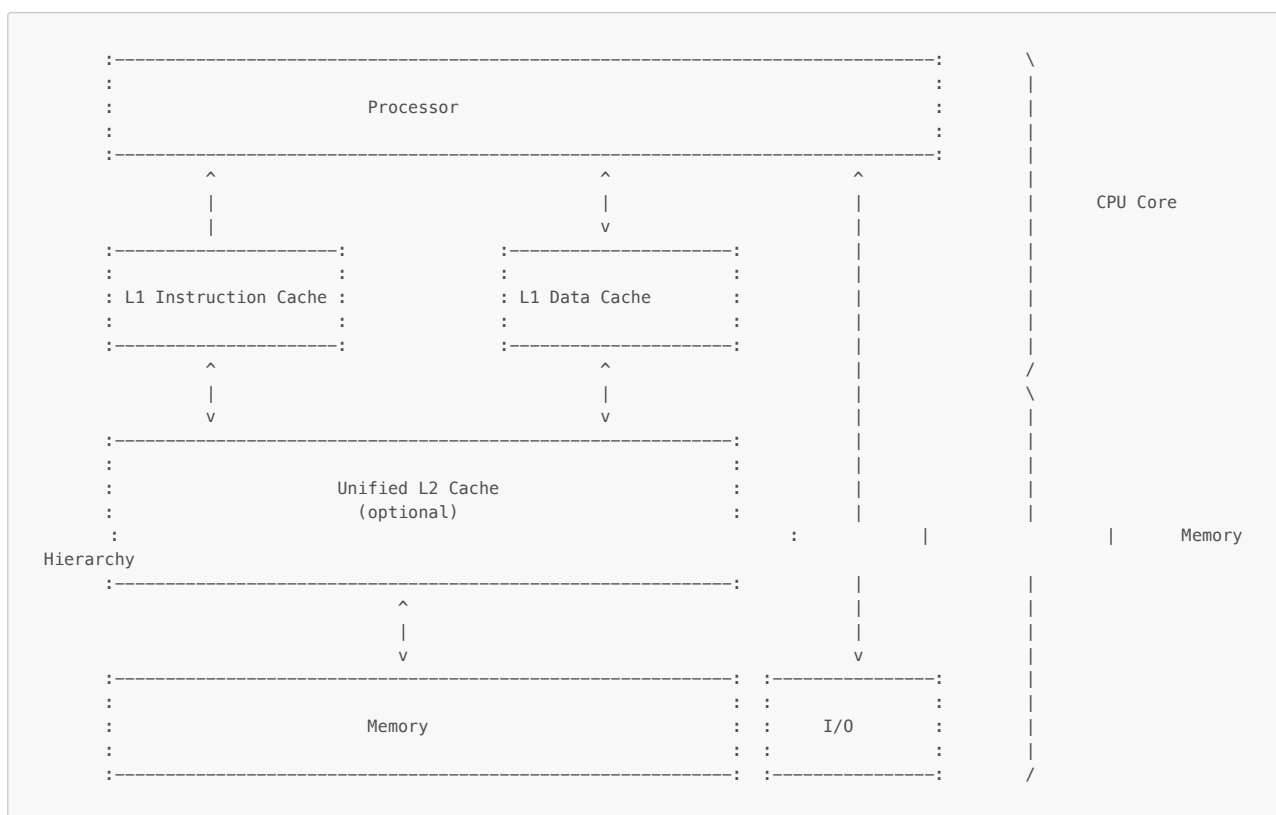 Processor
CPU Core
L1 Instruction Cache L1 Data Cache
Unified L2 Cache
(optional)
Memory
Hierarchy
Memory I/O